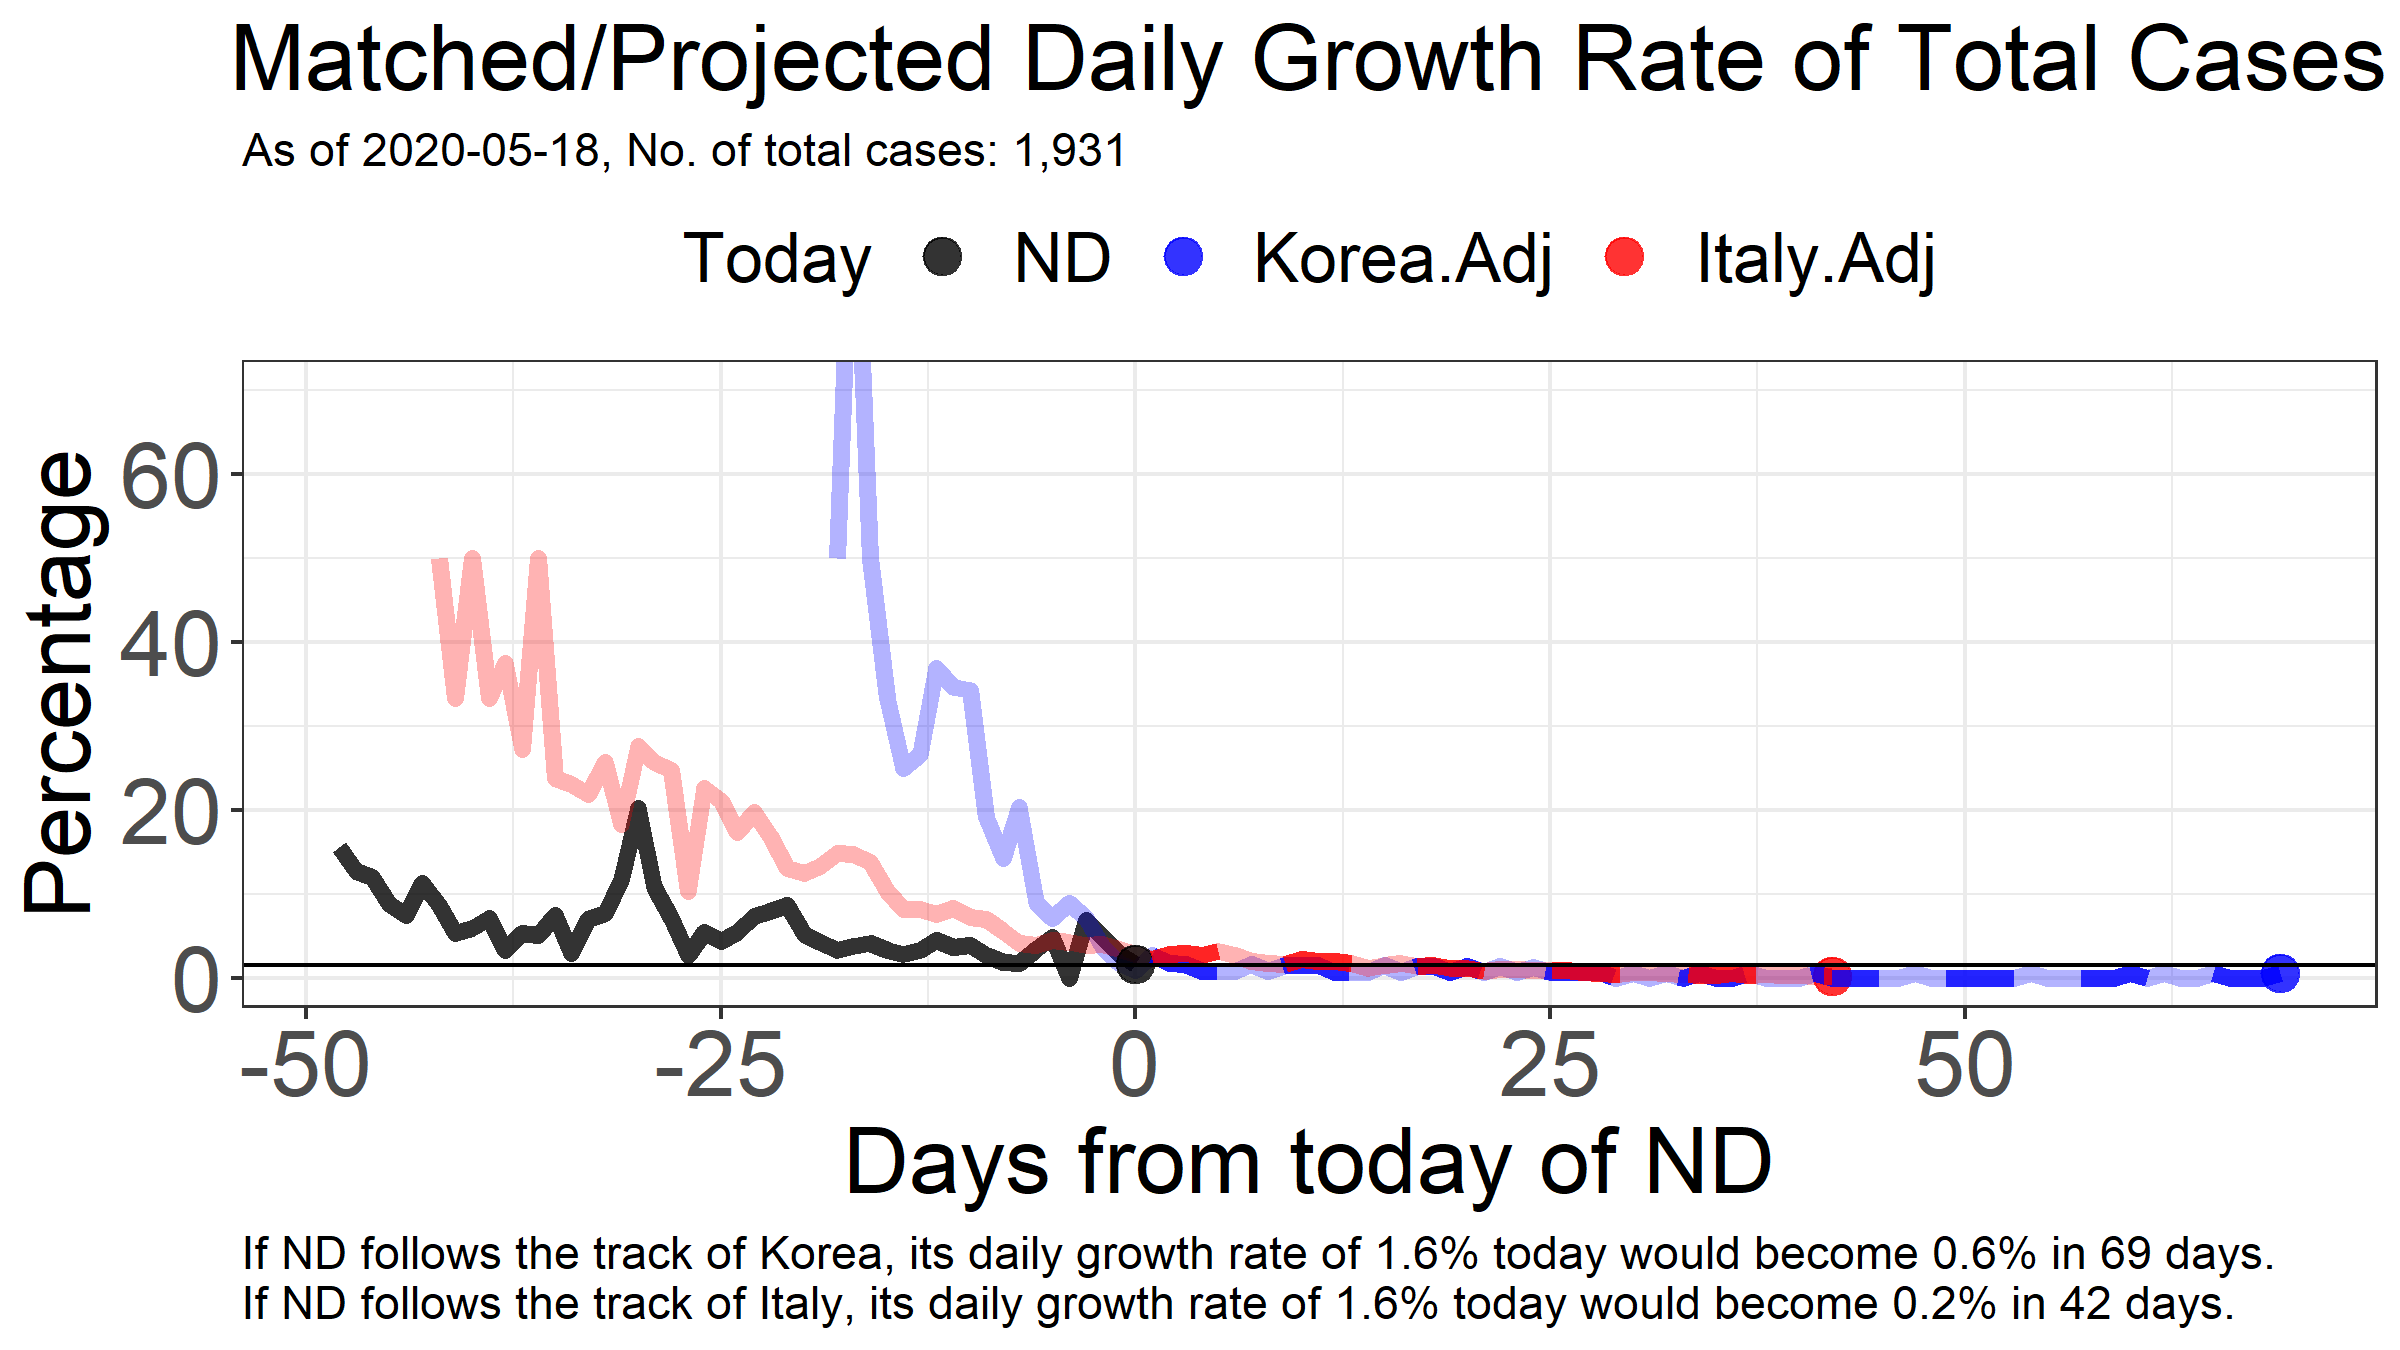 Matched/Projected Daily Growth Rate of Total Cases
As of 2020-05-18, No. of total cases: 1,931
Today ND Korea.Adj Italy.Adj
Percentage
60
40
20
0
-50 -25 0 25 50
Days from today of ND
If ND follows the track of Korea, its daily growth rate of 1.6% today would become 0.6% in 69 days.
If ND follows the track of Italy, its daily growth rate of 1.6% today would become 0.2% in 42 days.